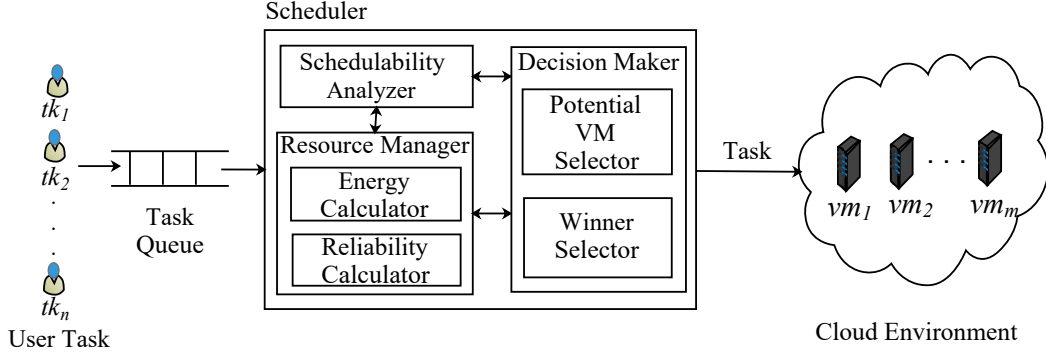 Scheduler
tk1
tk2
.
.
.
tkn
User Task
Task
Queue
Schedulability
Analyzer
Resource Manager
Energy
Calculator
Reliability
Calculator
Decision Maker
Potential
VM
Selector
Winner
Selector
Task
vm1 vm2 . . . vmm
Cloud Environment